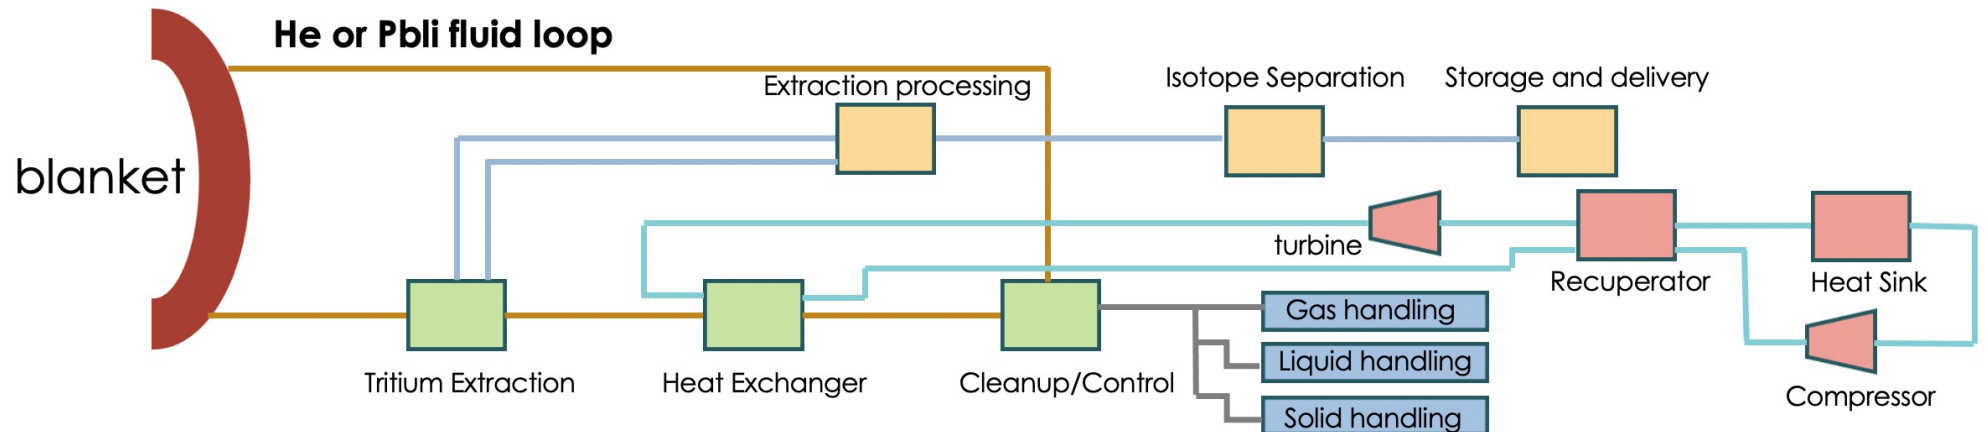 He or Pbli fluid loop
Extraction processing
Isotope Separation
Storage and delivery
blanket
turbine
Recuperator
Heat Sink
Gas handling
Liquid handling
Solid handling
Tritium Extraction
Heat Exchanger
Cleanup/Control
Compressor